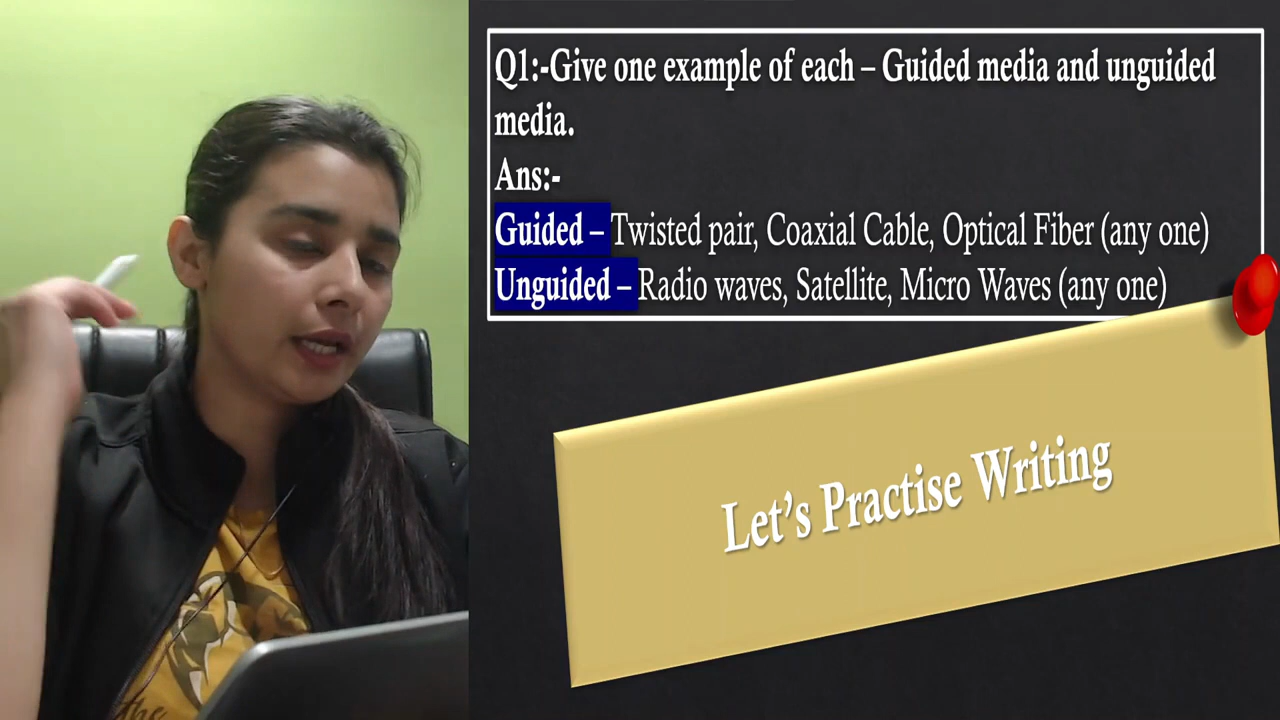 Q1:-Give one example of each – Guided media and unguided
media.
Ans:-
Guided – Twisted pair, Coaxial Cable, Optical Fiber (any one)
Unguided – Radio waves, Satellite, Micro Waves (any one)
Let's Practise Writing
the